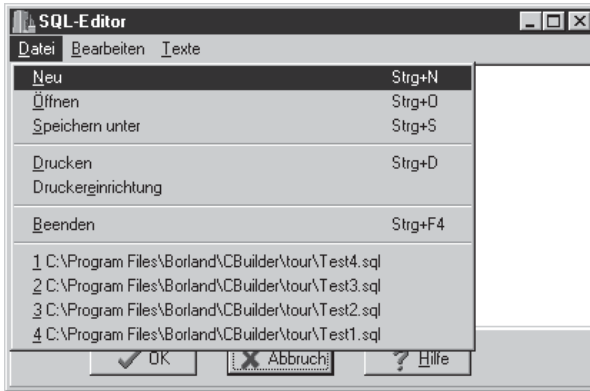 SQL-Editor
Datei Bearbeiten Texte
Neu Strg+N
Öffnen Strg+O
Speichern unter Strg+S
Drucken Strg+D
Druckereinrichtung
Beenden Strg+F4
1 C:\Program Files\Borland\CBuilder\tour\Test4.sql
2 C:\Program Files\Borland\CBuilder\tour\Test3.sql
3 C:\Program Files\Borland\CBuilder\tour\Test2.sql
4 C:\Program Files\Borland\CBuilder\tour\Test1.sql
OK Abbruch ? Hilfe